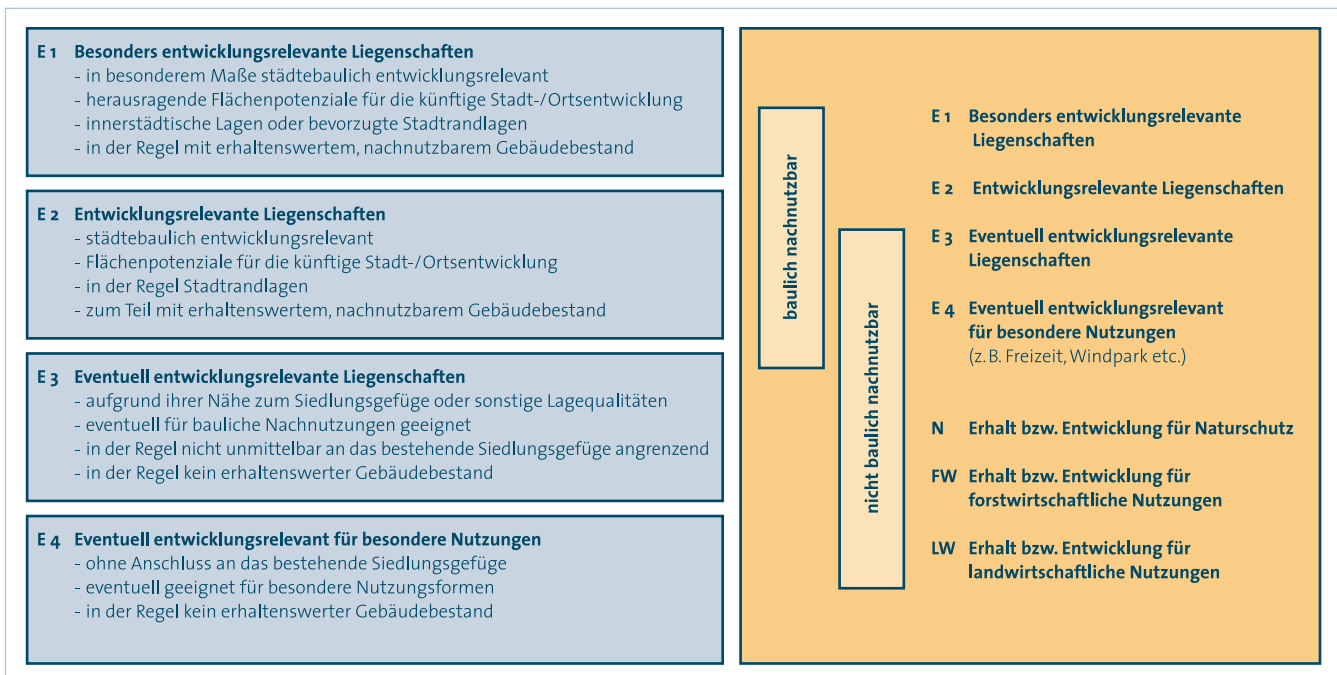 E 1 Besonders entwicklungsrelevante Liegenschaften
- in besonderem Maße städtebaulich entwicklungsrelevant
- herausragende Flächenpotenziale für die künftige Stadt-/Ortsentwicklung
- innerstädtische Lagen oder bevorzugte Stadtrandlagen
- in der Regel mit erhaltenswertem, nachnutzbarem Gebäudebestand
E 2 Entwicklungsrelevante Liegenschaften
- städtebaulich entwicklungsrelevant
- Flächenpotenziale für die künftige Stadt-/Ortsentwicklung
- in der Regel Stadtrandlagen
- zum Teil mit erhaltenswertem, nachnutzbarem Gebäudebestand
E 3 Eventuell entwicklungsrelevante Liegenschaften
- aufgrund ihrer Nähe zum Siedlungsgefüge oder sonstige Lagequalitäten
- eventuell für bauliche Nachnutzungen geeignet
- in der Regel nicht unmittelbar an das bestehende Siedlungsgefüge angrenzend
- in der Regel kein erhaltenswerter Gebäudebestand
E 4 Eventuell entwicklungsrelevant für besondere Nutzungen
- ohne Anschluss an das bestehende Siedlungsgefüge
- eventuell geeignet für besondere Nutzungsformen
- in der Regel kein erhaltenswerter Gebäudebestand
baulich nachnutzbar
nicht baulich nachnutzbar
E 1 Besonders entwicklungsrelevante
Liegenschaften
E 2 Entwicklungsrelevante Liegenschaften
E 3 Eventuell entwicklungsrelevante
Liegenschaften
E 4 Eventuell entwicklungsrelevant
für besondere Nutzungen
(z. B. Freizeit, Windpark etc.)
N Erhalt bzw. Entwicklung für Naturschutz
FW Erhalt bzw. Entwicklung für
forstwirtschaftliche Nutzungen
LW Erhalt bzw. Entwicklung für
landwirtschaftliche Nutzungen